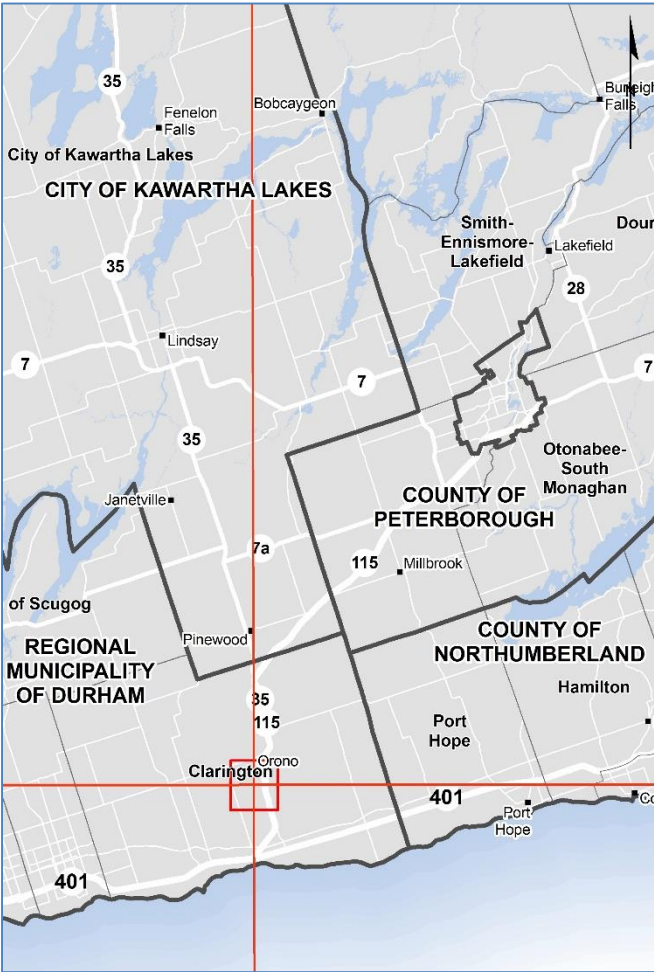 35
Fenelon
Falls
Bobcaygeon
Falls
City of Kawartha Lakes
CITY OF KAWARTHA LAKES
Smith-
Ennismore-
Lakefield
Dour
Lakefield
35
28
Lindsay
7
7
7
35
Otonabee-
South
Monaghan
Janetville
COUNTY OF
PETERBOROUGH
7a
115
Millbrook
of Scugog
Pinewood
REGIONAL
MUNICIPALITY
OF DURHAM
COUNTY OF
NORTHUMBERLAND
Hamilton
35
115
Port
Hope
Orono
Clarington
401
Port
Hope
Co
401